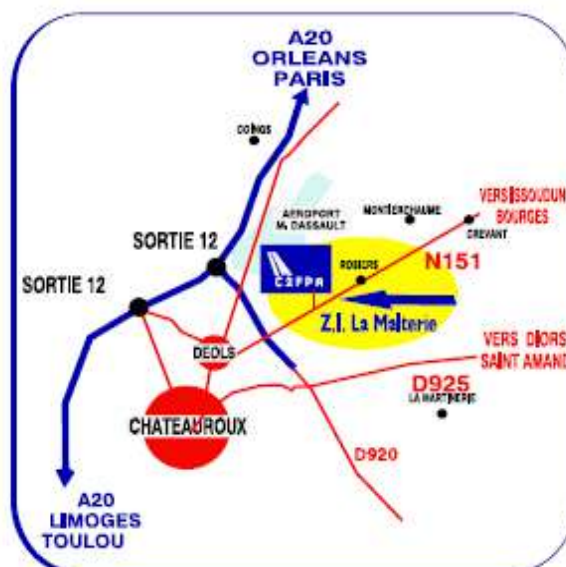 A20
ORLEANS
PARIS
COINGS
AEROPORT
M. DASSAULT
MONTIERCHAUME
VERS ISSOUDUN
BOURGES
CREVANT
SORTIE 12
ROSIERS
N151
C2FPA
SORTIE 12
Z.I. La Malterie
DEOLS
VERS DIORS
SAINT AMAND
D925
LA MARTINERIE
CHATEAUROUX
D920
A20
LIMOGES
TOULOU